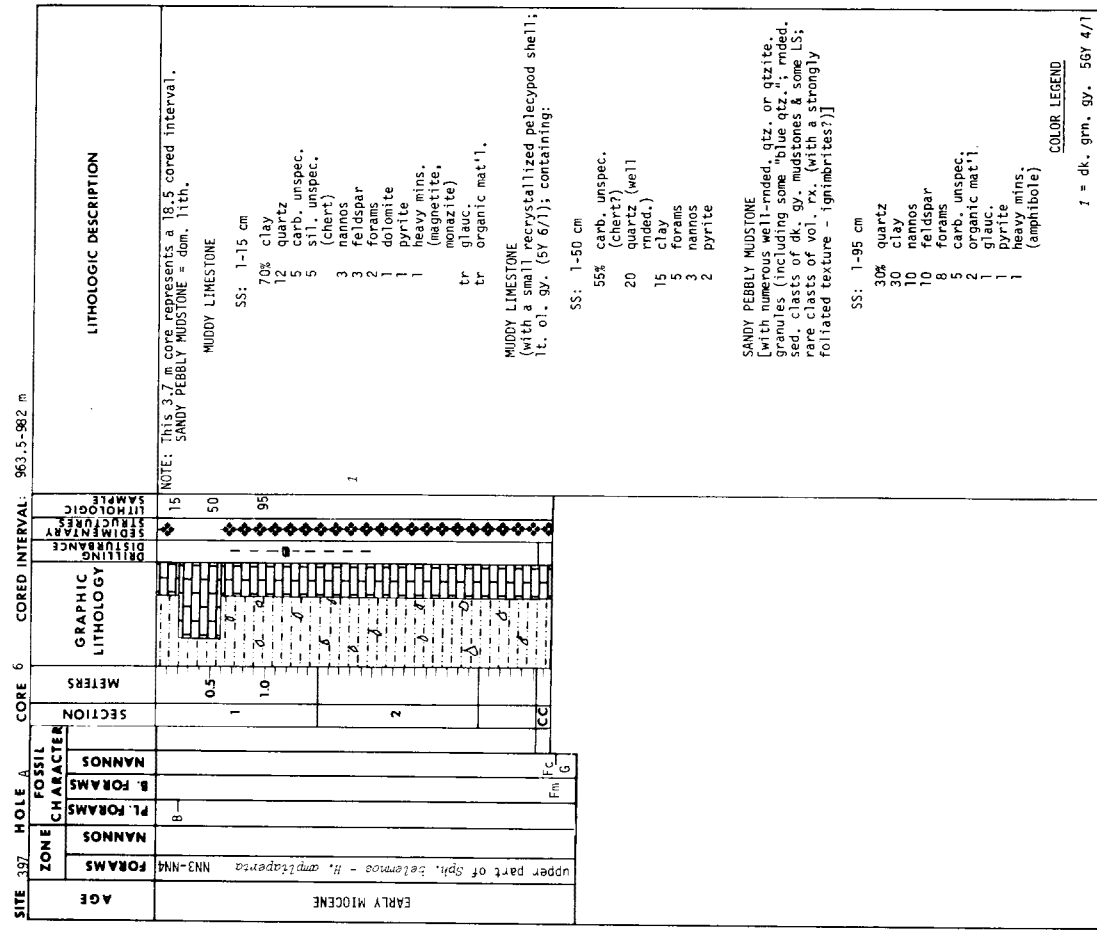 SITE 397 HOLE A CORE 6 CORED INTERVAL: 963.5-982 m
AGE
ZONE
FORAMS
NANNOS
FOSSIL CHARACTER
PL. FORAMS
B. FORAMS
NANNOS
SECTION
METERS
GRAPHIC LITHOLOGY
DRILLING DISTURBANCE
SEDIMENTARY STRUCTURES
LITHOLOGIC SAMPLE
LITHOLOGIC DESCRIPTION
EARLY MIOCENE
upper part of Sph. belemnos - H. ampliaperta NN3-NN4
B
Fm
Fc
G
1
2
CC
0.5
1.0
15
50
95
1
NOTE: This 3.7 m core represents a 18.5 cored interval.
SANDY PEBBLY MUDSTONE = dom. lith.
MUDDY LIMESTONE
SS: 1-15 cm
70% clay
12 quartz
5 carb. unspec.
5 sil. unspec.
(chert)
3 nannos
3 feldspar
2 forams
1 dolomite
1 pyrite
1 heavy mins.
(magnetite,
monazite)
tr glauc.
tr organic mat'l.
MUDDY LIMESTONE
(with a small recrystallized pelecypod shell;
lt. ol. gy. (5Y 6/1); containing:
SS: 1-50 cm
55% carb. unspec.
(chert?)
20 quartz (well
rnded.)
15 clay
5 forams
3 nannos
2 pyrite
SANDY PEBBLY MUDSTONE
[with numerous well-rnded. qtz. or qtzite.
granules (including some "blue qtz."; rnded.
sed. clasts of dk. gy. mudstones & some LS;
rare clasts of vol. rx. (with a strongly
foliated texture - ignimbrites?)]
SS: 1-95 cm
30% quartz
30 clay
10 nannos
10 feldspar
8 forams
5 carb. unspec.
2 organic mat'l.
1 glauc.
1 pyrite
1 heavy mins.
(amphibole)
COLOR LEGEND
1 = dk. grn. gy. 5GY 4/1